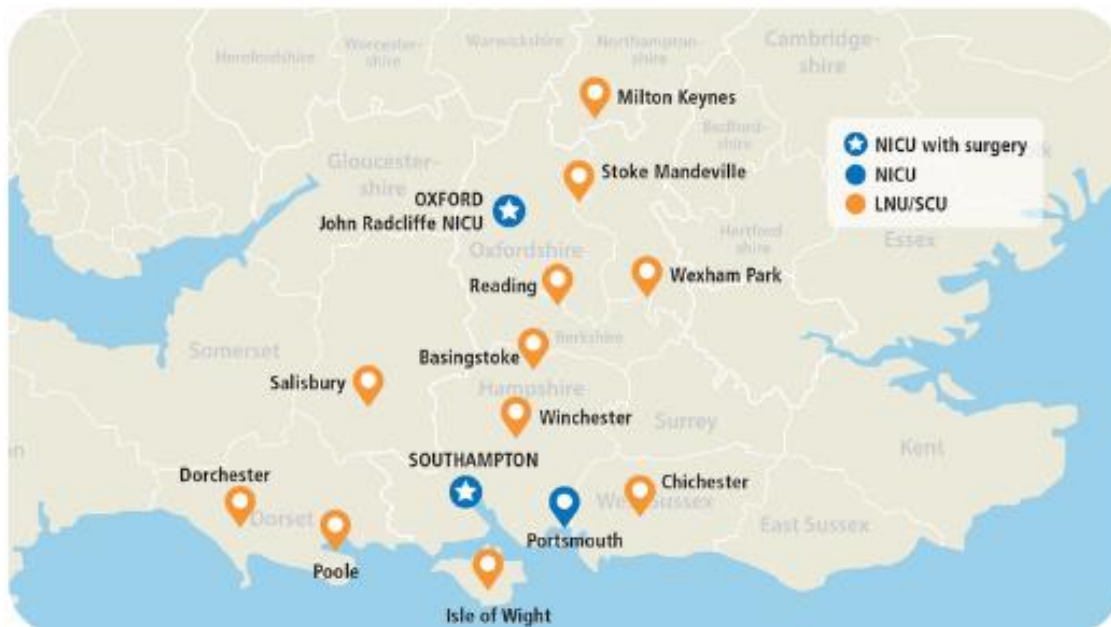 Herefordshire
Worcester-
shire
Warwickshire
Northampton-
shire
Cambridge-
shire
Milton Keynes
Bedford-
shire
NICU with surgery
NICU
LNU/SCU
Gloucester-
shire
Stoke Mandeville
OXFORD
John Radcliffe NICU
Hertford
shire
Essex
Oxfordshire
Reading
Wexham Park
Berkshire
Basingstoke
Somerset
Salisbury
Hampshire
Winchester
Surrey
Kent
SOUTHAMPTON
Dorchester
Chichester
West Sussex
Dorset
East Sussex
Portsmouth
Poole
Isle of Wight